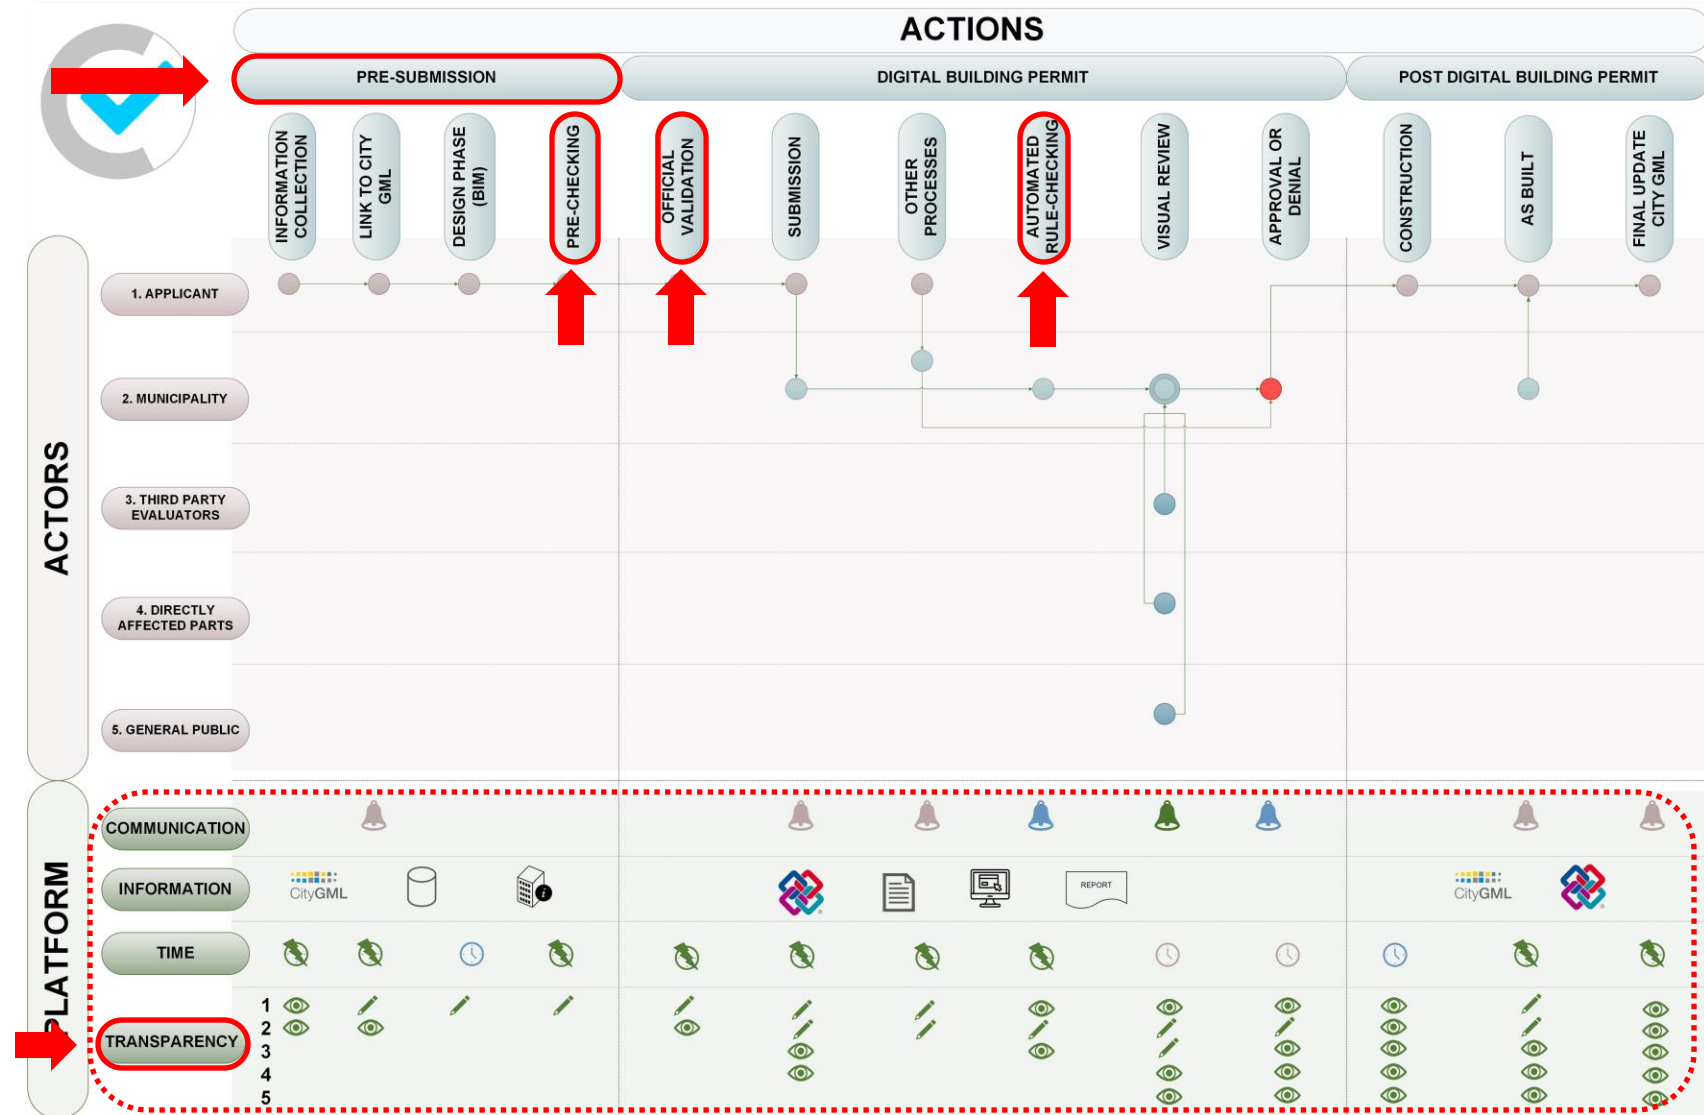 ACTIONS
PRE-SUBMISSION
DIGITAL BUILDING PERMIT
POST DIGITAL BUILDING PERMIT
INFORMATION
COLLECTION
LINK TO CITY
GML
DESIGN PHASE
(BIM)
PRE-CHECKING
OFFICIAL
VALIDATION
SUBMISSION
OTHER
PROCESSES
AUTOMATED
RULE-CHECKING
VISUAL REVIEW
APPROVAL OR
DENIAL
CONSTRUCTION
AS BUILT
FINAL UPDATE
CITY GML
ACTORS
1. APPLICANT
2. MUNICIPALITY
3. THIRD PARTY
EVALUATORS
4. DIRECTLY
AFFECTED PARTS
5. GENERAL PUBLIC
PLATFORM
COMMUNICATION
INFORMATION
CityGML
i
REPORT
CityGML
TIME
TRANSPARENCY
1
2
3
4
5